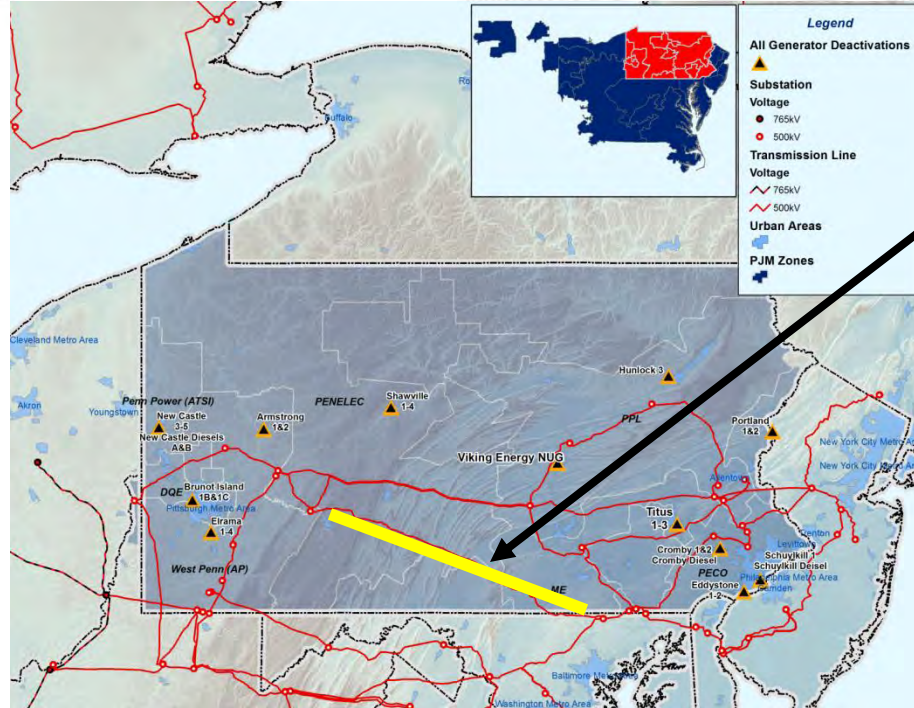 Legend
All Generator Deactivations
Substation
Voltage
765kV
500kV
Transmission Line
Voltage
765kV
500kV
Urban Areas
PJM Zones
Buffalo
Cleveland Metro Area
Akron
Youngstown
Penn Power (ATSI)
New Castle
3-5
New Castle Diesels
A&B
Armstrong
1&2
PENELEC
Shawville
1-4
Hunlock 3
PPL
Portland
1&2
New York City Metro A
New York City Metro A
Viking Energy NUG
Allentown
DQE
Brunot Island
1B&1C
Pittsburgh Metro Area
Elrama
1-4
West Penn (AP)
Titus
1-3
Cromby 1&2
Cromby Diesel
PECO
Eddystone
1-2
Schuylkill
Schuylkill Deisel
Philadelphia Metro Area
Camden
Levittown
ME
Baltimore Met
Washington Metro Area